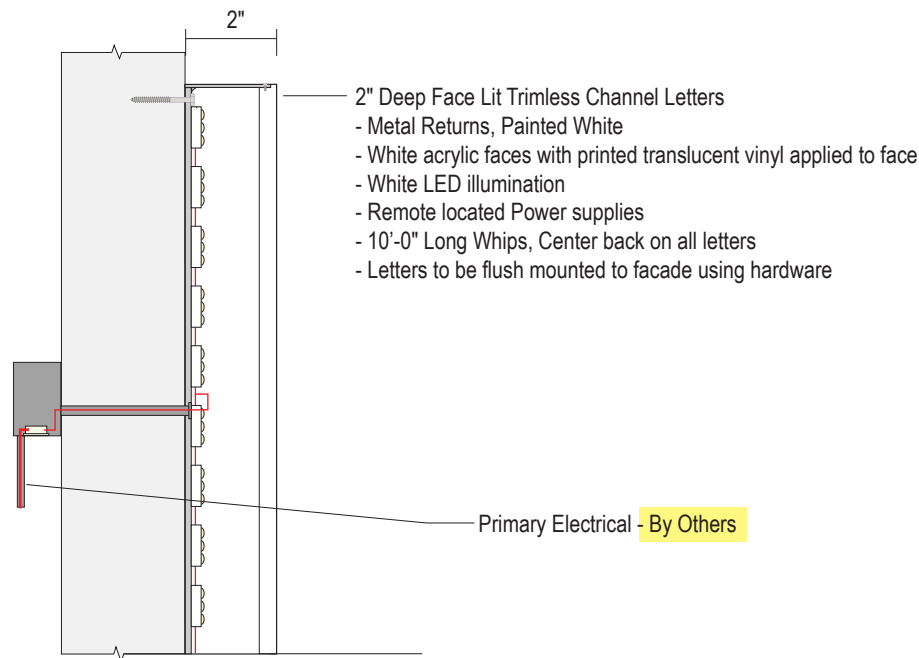 2"
2" Deep Face Lit Trimless Channel Letters
- Metal Returns, Painted White
- White acrylic faces with printed translucent vinyl applied to face
- White LED illumination
- Remote located Power supplies
- 10'-0" Long Whips, Center back on all letters
- Letters to be flush mounted to facade using hardware
Primary Electrical - By Others